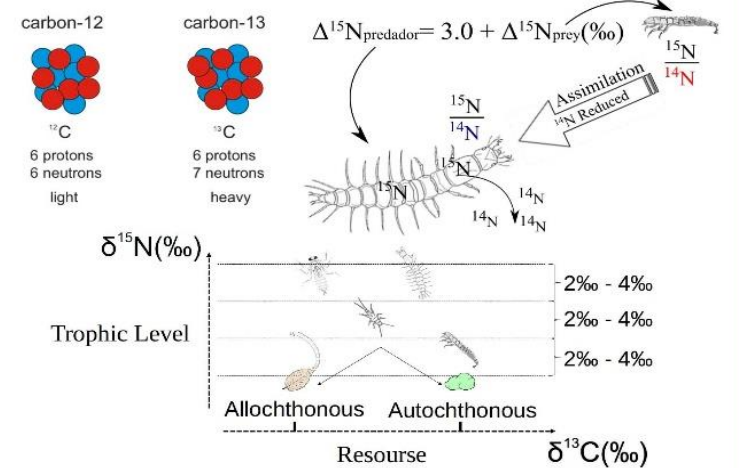 carbon-12
carbon-13
¹²C
¹³C
6 protons
6 neutrons
6 protons
7 neutrons
light
heavy
Δ¹⁵Npredador= 3.0 + Δ¹⁵Nprey(‰)
¹⁵N
¹⁴N
Assimilation
¹⁴N Reduced
¹⁵N
¹⁴N
¹⁵N
¹⁵N
¹⁴N
¹⁴N
¹⁴N
δ¹⁵N(‰)
2‰ - 4‰
2‰ - 4‰
2‰ - 4‰
Trophic Level
Allochthonous
Autochthonous
Resourse
δ¹³C(‰)